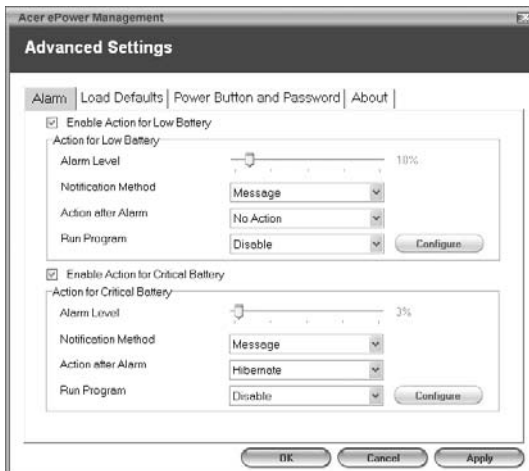 Acer ePower Management
Advanced Settings
Alarm Load Defaults Power Button and Password About
Enable Action for Low Battery
Action for Low Battery
Alarm Level 10%
Notification Method Message
Action after Alarm No Action
Run Program Disable Configure
Enable Action for Critical Battery
Action for Critical Battery
Alarm Level 3%
Notification Method Message
Action after Alarm Hibernate
Run Program Disable Configure
OK Cancel Apply